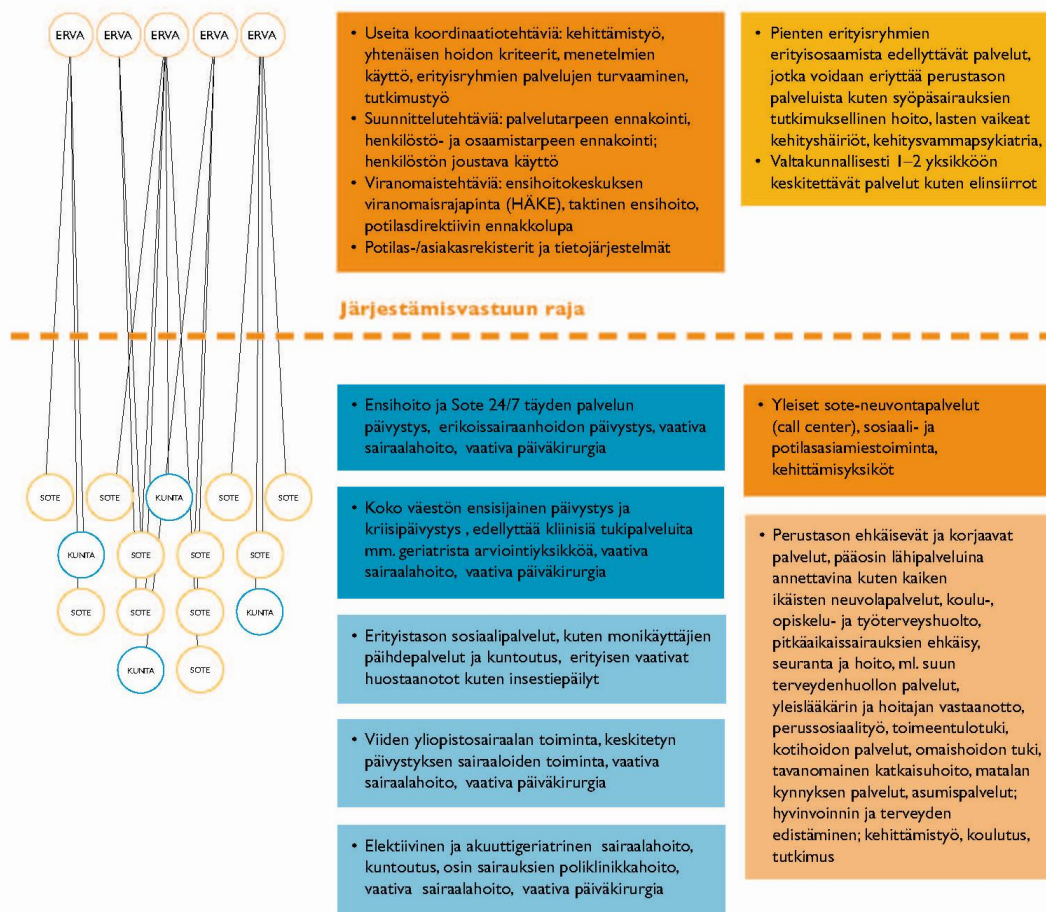 ERVA ERVA ERVA ERVA ERVA
• Useita koordinaatiotehtäviä: kehittämistyö,
yhtenäisen hoidon kriteerit, menetelmien
käyttö, erityisryhmien palvelujen turvaaminen,
tutkimustyö
• Suunnittelutehtäviä: palvelutarpeen ennakointi,
henkilöstö- ja osaamistarpeen ennakointi;
henkilöstön joustava käyttö
• Viranomaistehtäviä: ensihoitokeskuksen
viranomaisrajapinta (HÄKE), taktinen ensihoito,
potilasdirektiivin ennakkolupa
• Potilas-/asiakasrekisterit ja tietojärjestelmät
• Pienten erityisryhmien
erityisosaamista edellyttävät palvelut,
jotka voidaan eriyttää perustason
palveluista kuten syöpäsairauksien
tutkimuksellinen hoito, lasten vaikeat
kehityshäiriöt, kehitysvammapsykiatria,
• Valtakunnallisesti 1–2 yksikköön
keskitettävät palvelut kuten elinsiirrot
Järjestämisvastuun raja
SOTE SOTE KUNTA SOTE SOTE
KUNTA SOTE SOTE SOTE
SOTE SOTE SOTE KUNTA
KUNTA SOTE
• Ensihoito ja Sote 24/7 täyden palvelun
päivystys, erikoissairaanhoidon päivystys, vaativa
sairaalahoito, vaativa päiväkirurgia
• Koko väestön ensisijainen päivystys ja
kriisipäivystys , edellyttää kliinisiä tukipalveluita
mm. geriatrista arviointiyksikköä, vaativa
sairaalahoito, vaativa päiväkirurgia
• Erityistason sosiaalipalvelut, kuten monikäyttäjien
päihdepalvelut ja kuntoutus, erityisen vaativat
huostaanotot kuten insestiepäilyt
• Viiden yliopistosairaalan toiminta, keskitetyn
päivystyksen sairaaloiden toiminta, vaativa
sairaalahoito, vaativa päiväkirurgia
• Elektiivinen ja akuuttigeriatrinen sairaalahoito,
kuntoutus, osin sairauksien poliklinikkahoito,
vaativa sairaalahoito, vaativa päiväkirurgia
• Yleiset sote-neuvontapalvelut
(call center), sosiaali- ja
potilasasiamiestoiminta,
kehittämisyksiköt
• Perustason ehkäisevät ja korjaavat
palvelut, pääosin lähipalveluina
annettavina kuten kaiken
ikäisten neuvolapalvelut, koulu-,
opiskelu- ja työterveyshuolto,
pitkäaikaissairauksien ehkäisy,
seuranta ja hoito, ml. suun
terveydenhuollon palvelut,
yleislääkärin ja hoitajan vastaanotto,
perussosiaalityö, toimeentulotuki,
kotihoidon palvelut, omaishoidon tuki,
tavanomainen katkaisuhoito, matalan
kynnyksen palvelut, asumispalvelut;
hyvinvoinnin ja terveyden
edistäminen; kehittämistyö, koulutus,
tutkimus